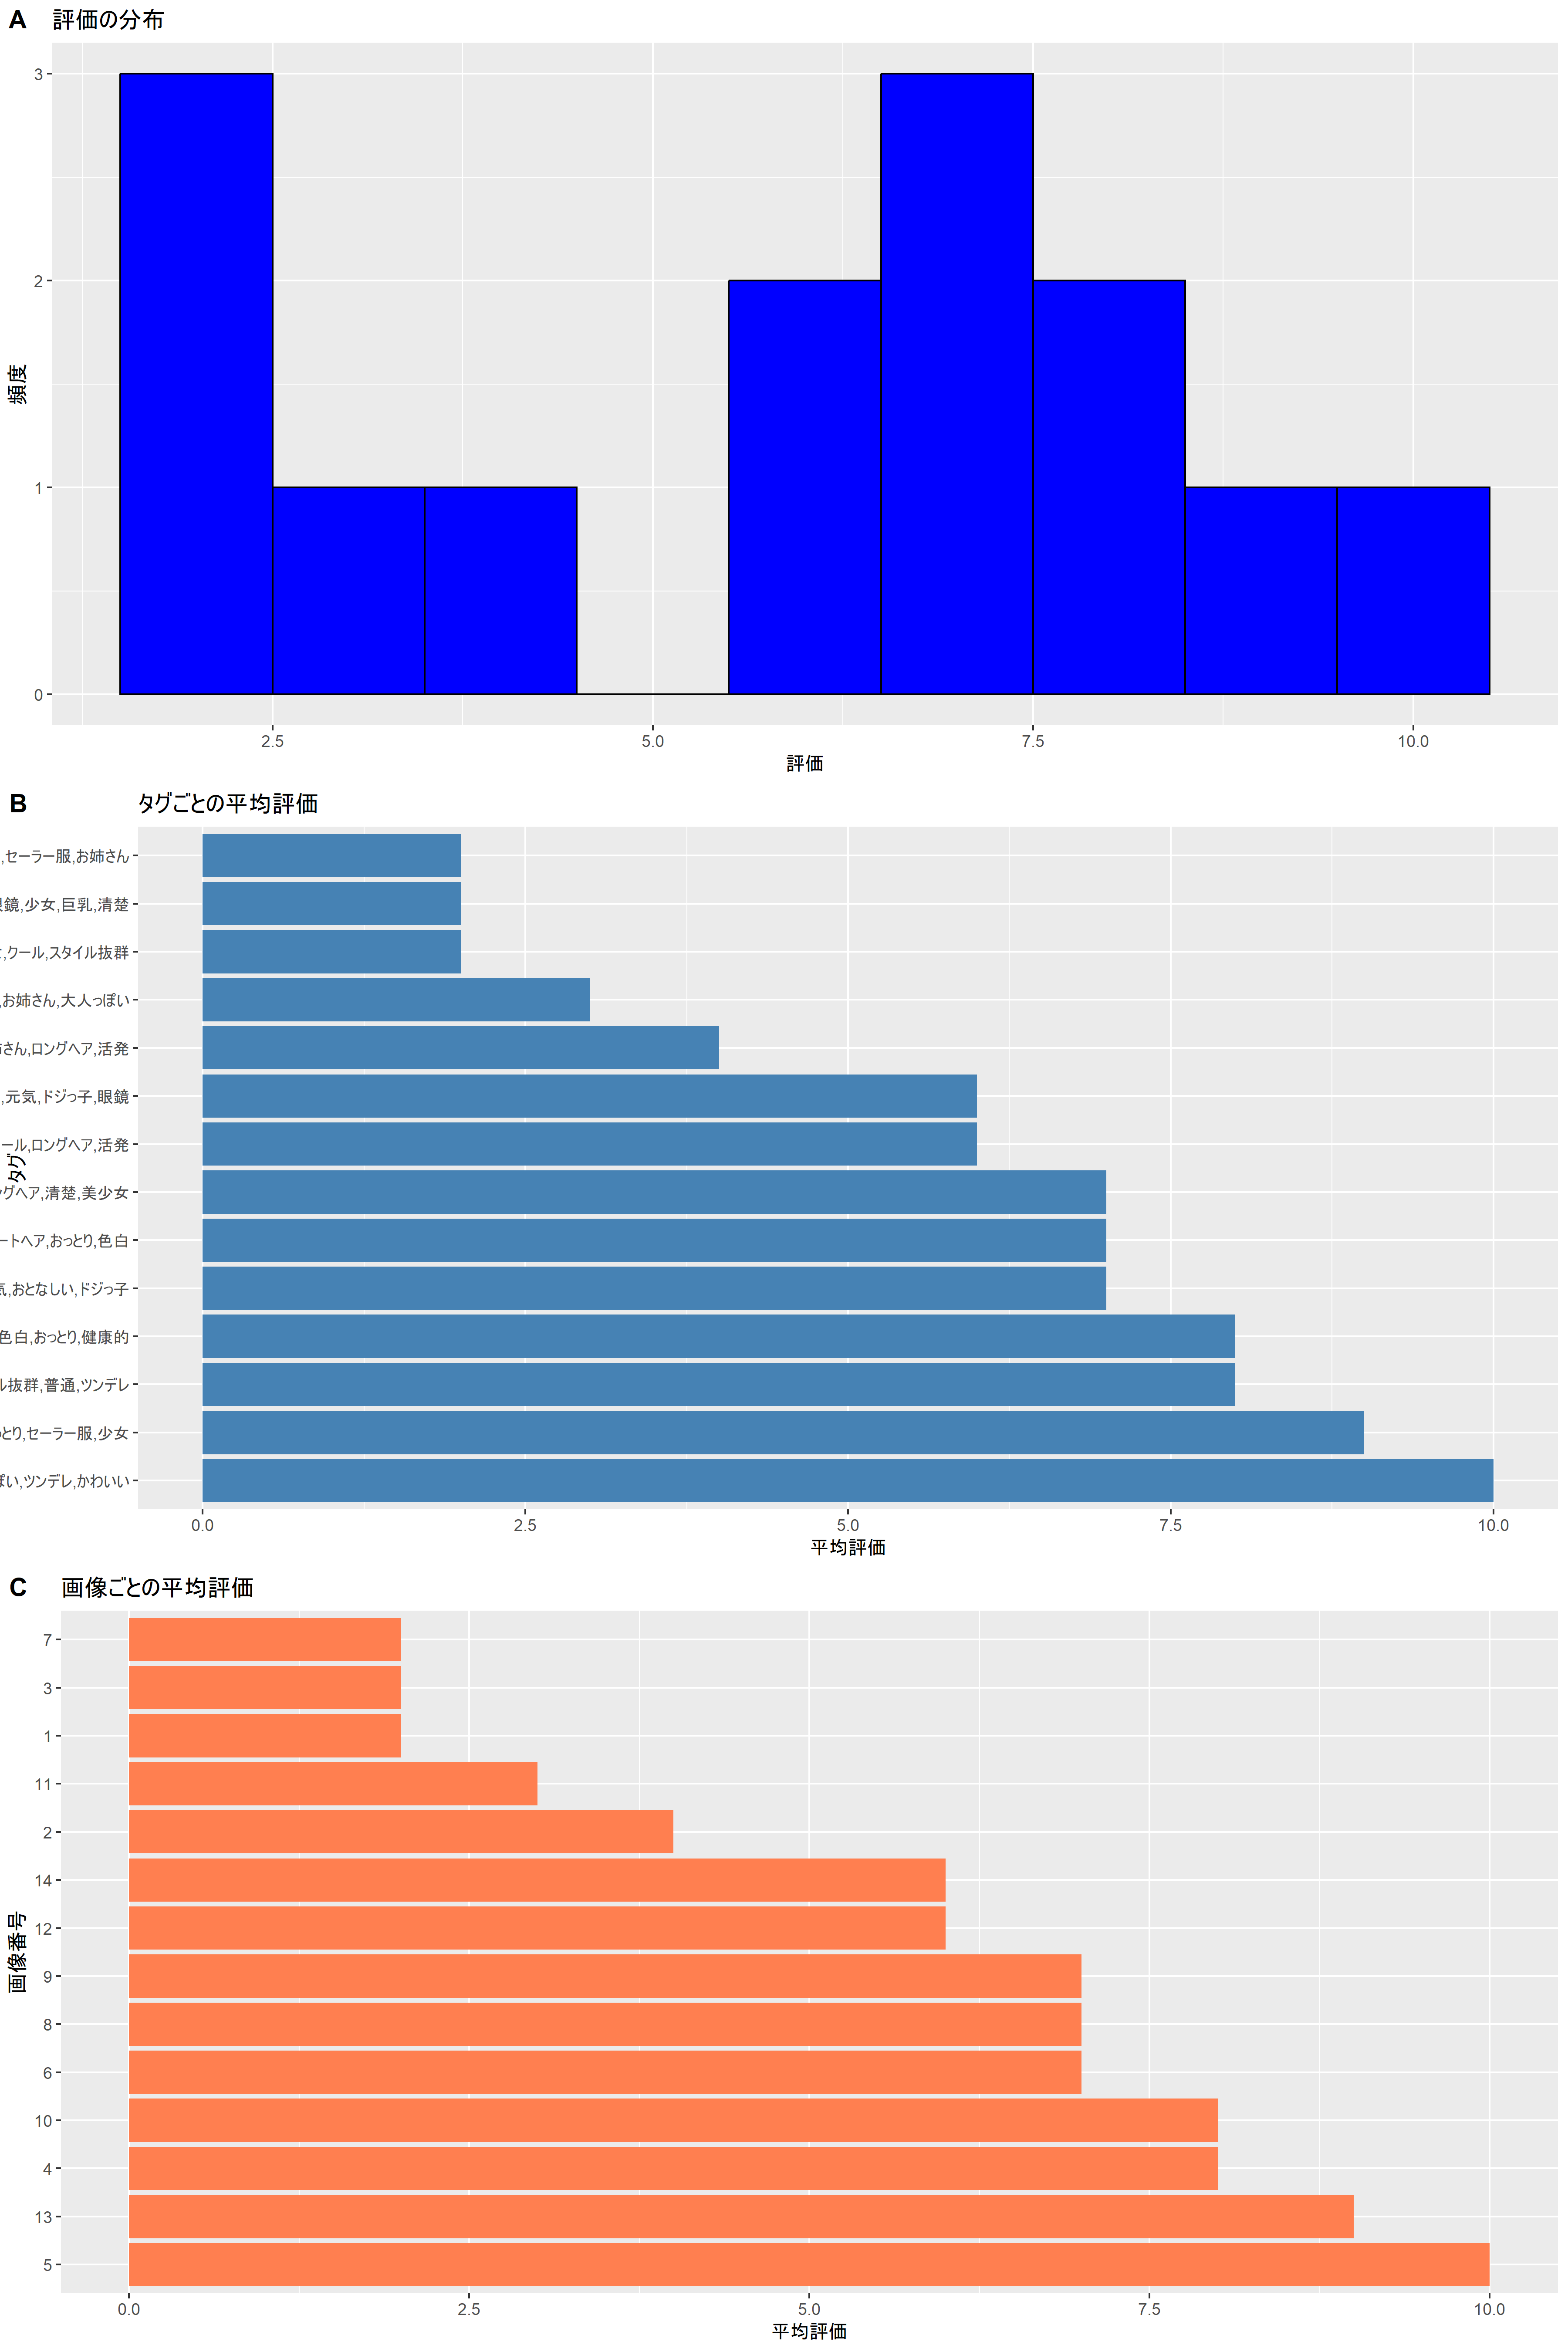 A 評価の分布
3
2
1
0
頻度
2.5 5.0 7.5 10.0
評価
B タグごとの平均評価
,セーラー服,お姉さん
鏡,少女,巨乳,清楚
,クール,スタイル抜群
,お姉さん,大人っぽい
さん,ロングヘア,活発
,元気,ドジっ子,眼鏡
ール,ロングヘア,活発
グヘア,清楚,美少女
ートヘア,おっとり,色白
,おとなしい,ドジっ子
色白,おっとり,健康的
ル抜群,普通,ツンデレ
とり,セーラー服,少女
い,ツンデレ,かわいい
タグ
0.0 2.5 5.0 7.5 10.0
平均評価
C 画像ごとの平均評価
7
3
1
11
2
14
12
9
8
6
10
4
13
5
画像番号
0.0 2.5 5.0 7.5 10.0
平均評価